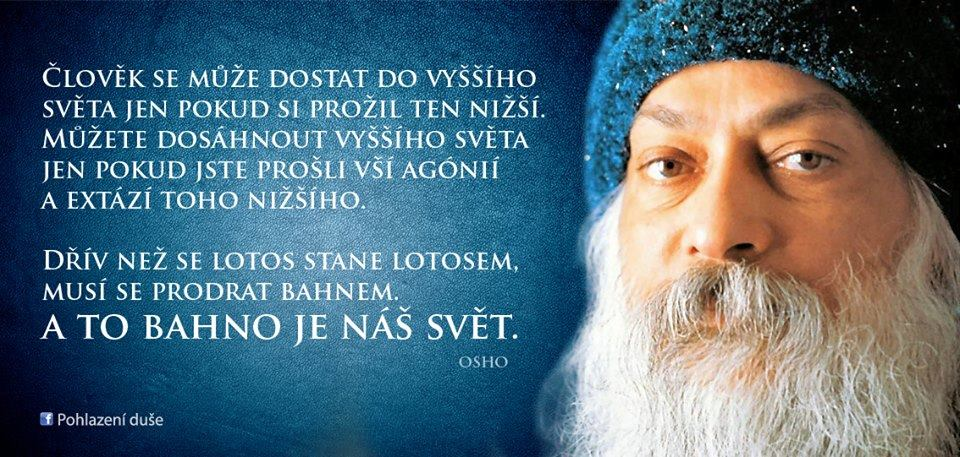 ČLOVĚK SE MŮŽE DOSTAT DO VYŠŠÍHO
SVĚTA JEN POKUD SI PROŽIL TEN NIŽŠÍ.
MŮŽETE DOSÁHNOUT VYŠŠÍHO SVĚTA
JEN POKUD JSTE PROŠLI VŠÍ AGÓNIÍ
A EXTÁZÍ TOHO NIŽŠÍHO.
DŘÍV NEŽ SE LOTOS STANE LOTOSEM,
MUSÍ SE PRODRAT BAHNEM.
A TO BAHNO JE NÁŠ SVĚT.
OSHO
f Pohlazení duše